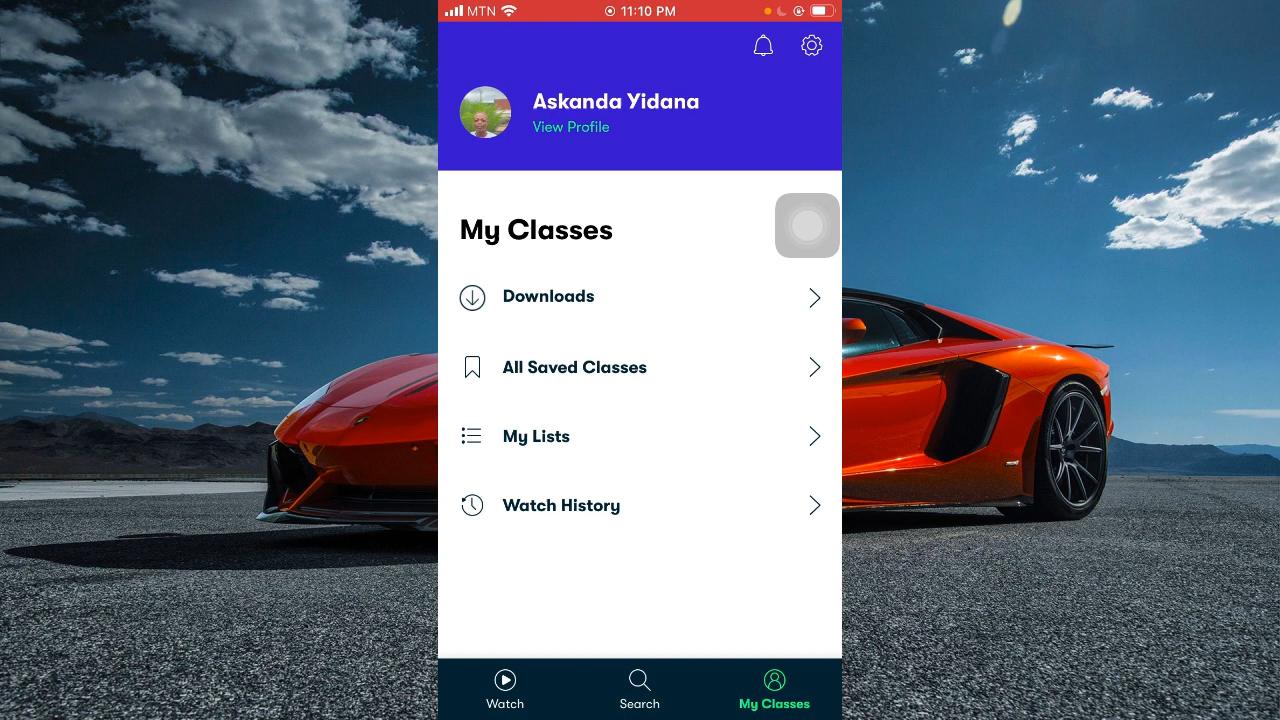 MTN 11:10 PM
Askanda Yidana
View Profile
My Classes
Downloads
All Saved Classes
My Lists
Watch History
Watch Search My Classes